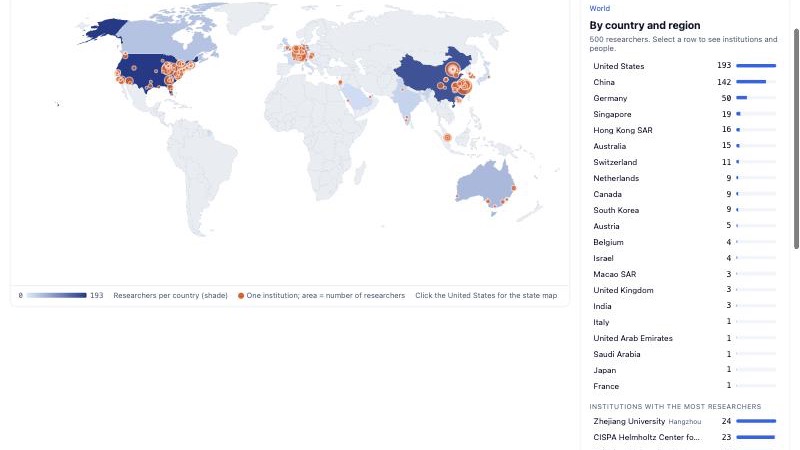 World
By country and region
500 researchers. Select a row to see institutions and
people.
United States 193
China 142
Germany 50
Singapore 19
Hong Kong SAR 16
Australia 15
Switzerland 11
Netherlands 9
Canada 9
South Korea 9
Austria 5
Belgium 4
Israel 4
Macao SAR 3
United Kingdom 3
India 3
Italy 1
United Arab Emirates 1
Saudi Arabia 1
Japan 1
France 1
INSTITUTIONS WITH THE MOST RESEARCHERS
Zhejiang University Hangzhou 24
CISPA Helmholtz Center fo... 23
0 193 Researchers per country (shade) One institution; area = number of researchers Click the United States for the state map